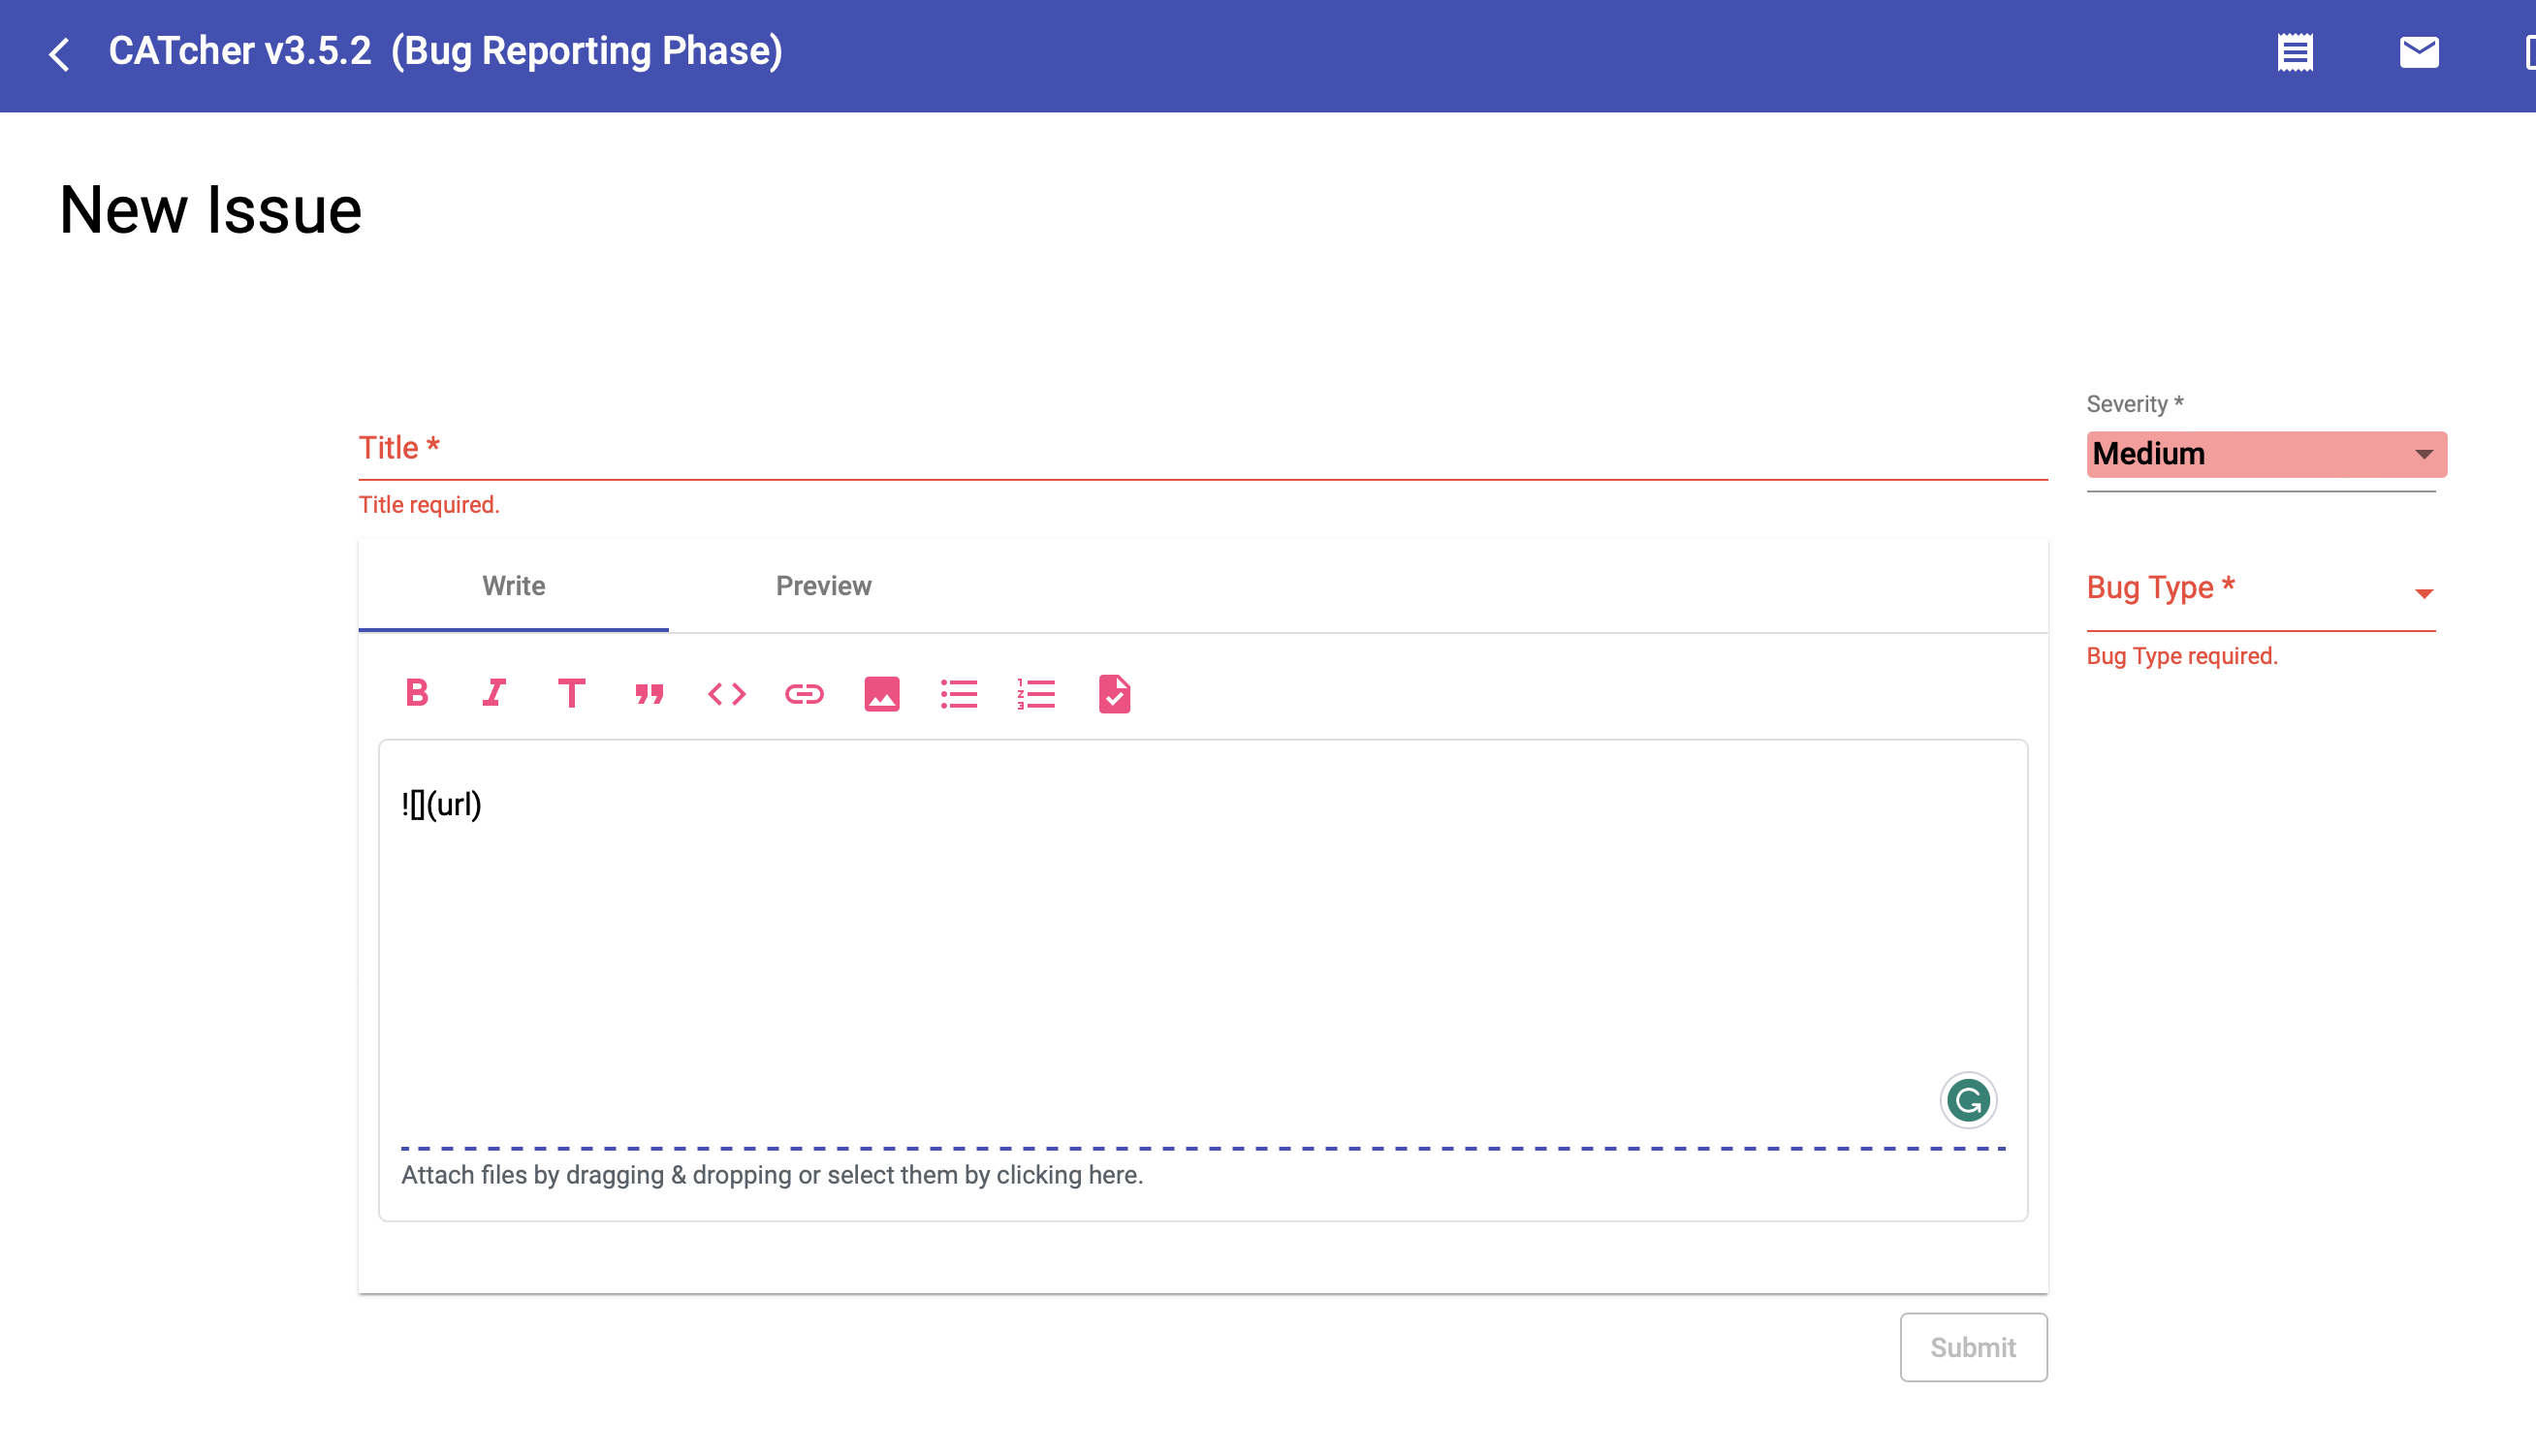 CATcher v3.5.2 (Bug Reporting Phase)
New Issue
Severity *
Medium
Title *
Title required.
Bug Type *
Bug Type required.
Write Preview
![](url)
Attach files by dragging & dropping or select them by clicking here.
Submit